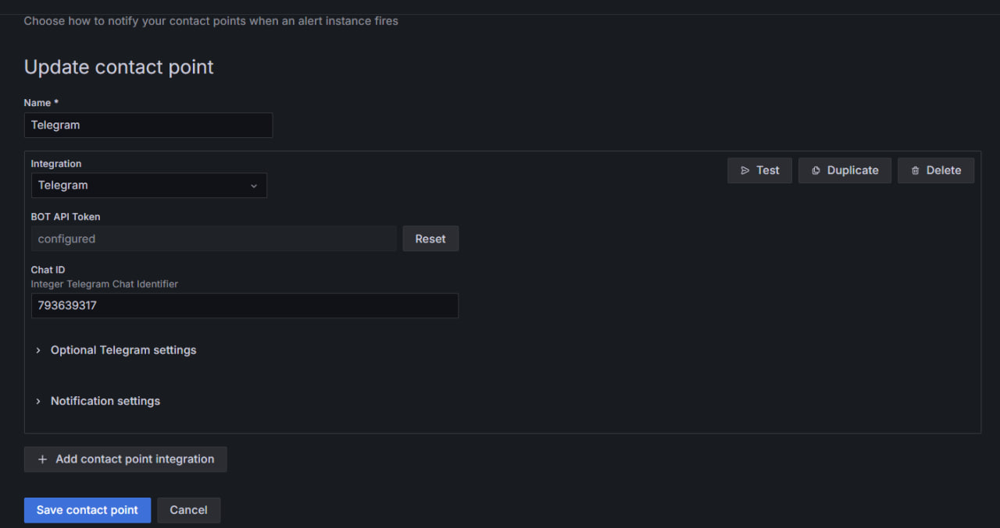 Choose how to notify your contact points when an alert instance fires
Update contact point
Name *
Telegram
Integration
Telegram
Test
Duplicate
Delete
BOT API Token
configured
Reset
Chat ID
Integer Telegram Chat Identifier
793639317
Optional Telegram settings
Notification settings
Add contact point integration
Save contact point
Cancel